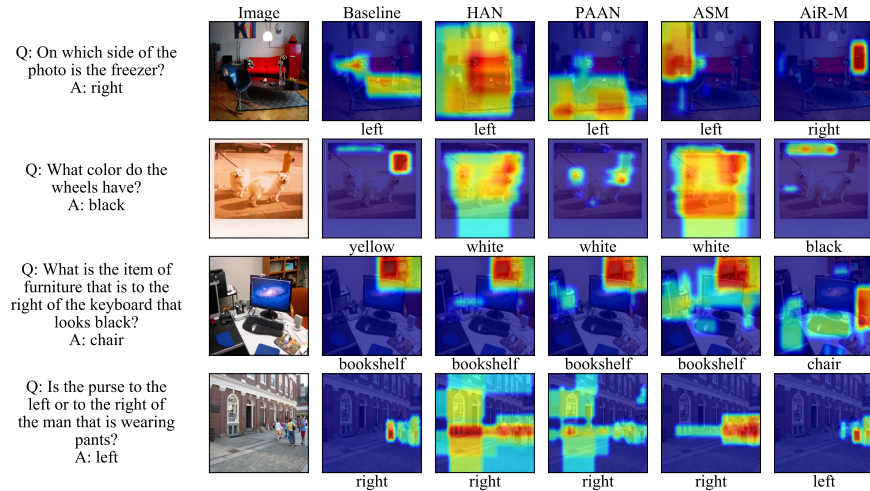 Image Baseline HAN PAAN ASM AiR-M
Q: On which side of the
photo is the freezer?
A: right
left left left left right
Q: What color do the
wheels have?
A: black
yellow white white white black
Q: What is the item of
furniture that is to the
right of the keyboard that
looks black?
A: chair
bookshelf bookshelf bookshelf bookshelf chair
Q: Is the purse to the
left or to the right of
the man that is wearing
pants?
A: left
right right right right left